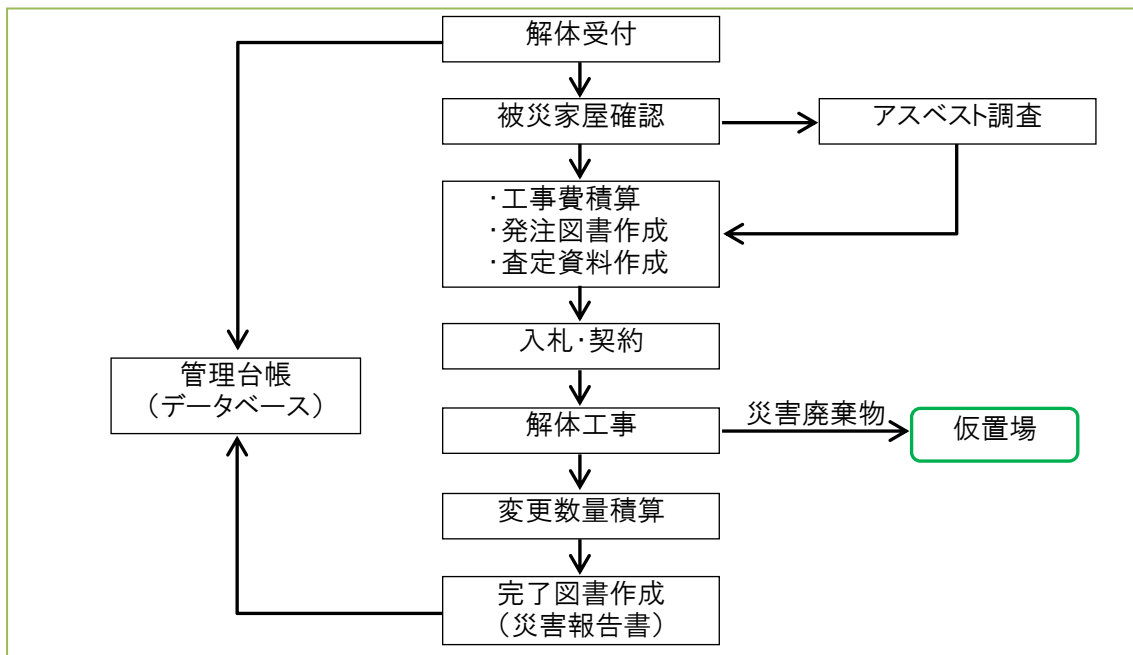 解体受付
被災家屋確認
アスベスト調査
・工事費積算
・発注図書作成
・査定資料作成
入札・契約
管理台帳
（データベース）
解体工事
災害廃棄物
仮置場
変更数量積算
完了図書作成
（災害報告書）